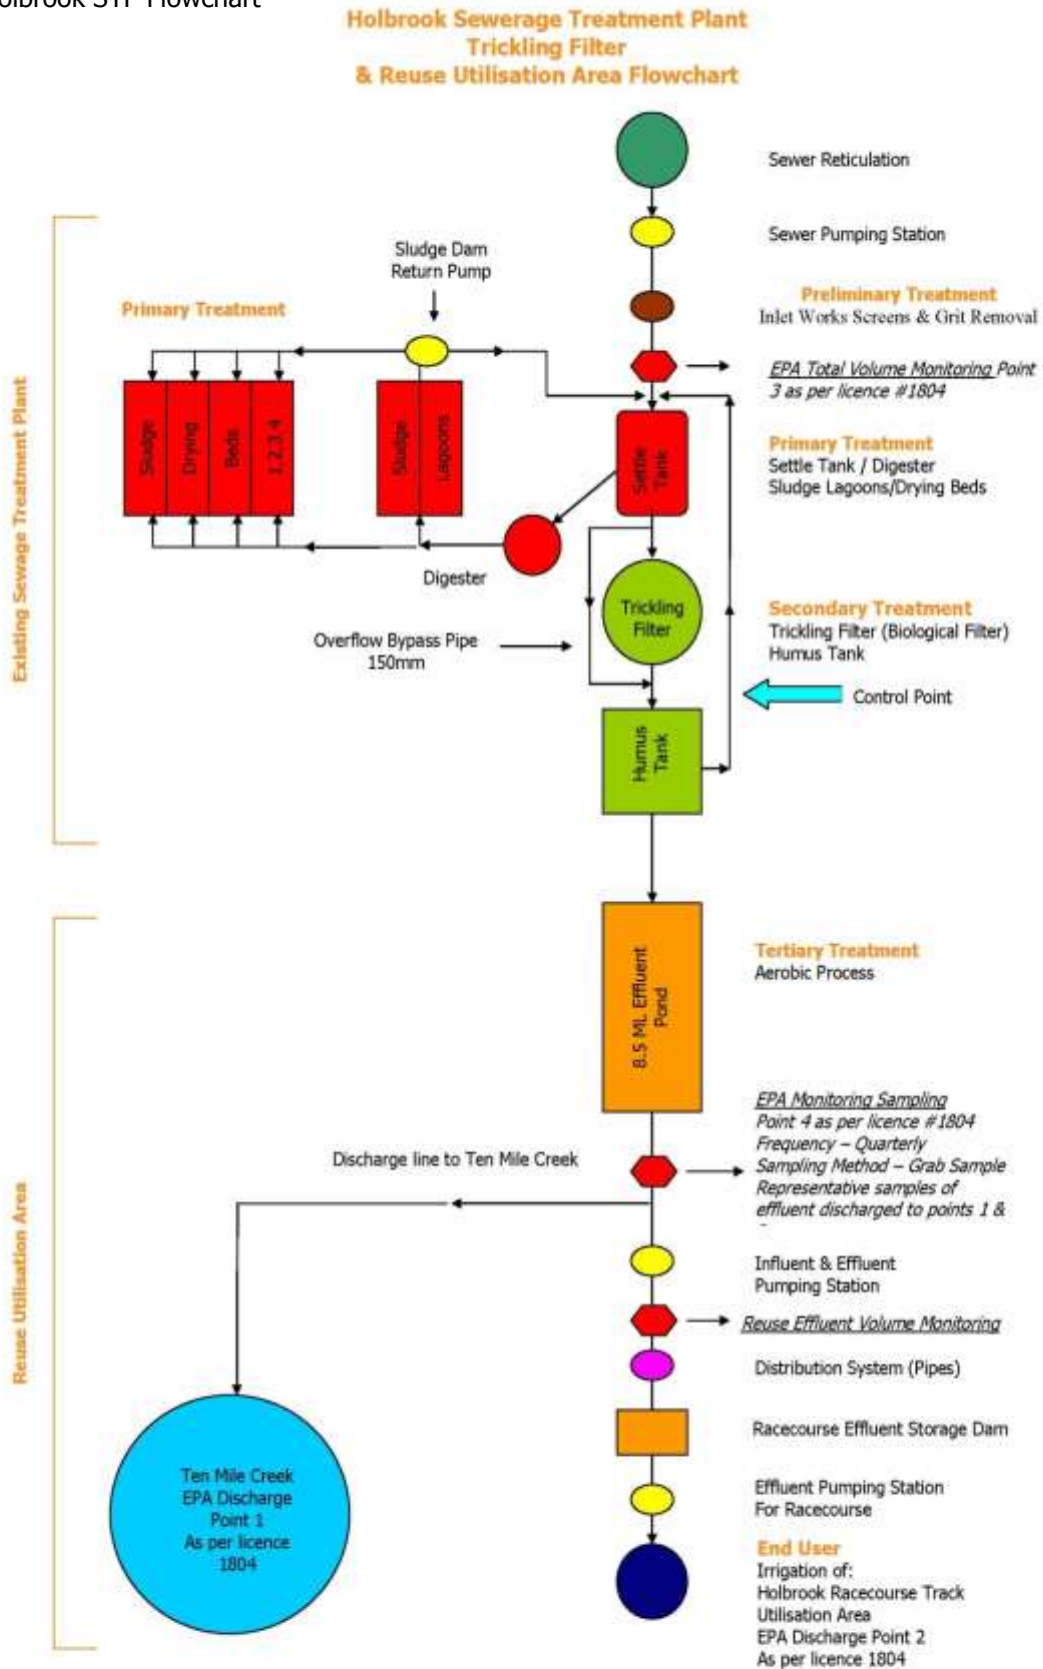 olbrook STP Flowchart
Holbrook Sewerage Treatment Plant
Trickling Filter
& Reuse Utilisation Area Flowchart
Sewer Reticulation
Sewer Pumping Station
Sludge Dam
Return Pump
Preliminary Treatment
Inlet Works Screens & Grit Removal
Primary Treatment
EPA Total Volume Monitoring Point
3 as per licence #1804
Sludge
Drying
Beds
1,2,3,4
Sludge
Lagoons
Settle
Tank
Primary Treatment
Settle Tank / Digester
Sludge Lagoons/Drying Beds
Digester
Existing Sewage Treatment Plant
Trickling
Filter
Secondary Treatment
Trickling Filter (Biological Filter)
Humus Tank
Overflow Bypass Pipe
150mm
Control Point
Humus
Tank
8.5 ML Effluent
Pond
Tertiary Treatment
Aerobic Process
EPA Monitoring Sampling
Point 4 as per licence #1804
Frequency – Quarterly
Sampling Method – Grab Sample
Representative samples of
effluent discharged to points 1 &
Discharge line to Ten Mile Creek
Reuse Utilisation Area
Influent & Effluent
Pumping Station
Reuse Effluent Volume Monitoring
Distribution System (Pipes)
Racecourse Effluent Storage Dam
Ten Mile Creek
EPA Discharge
Point 1
As per licence
1804
Effluent Pumping Station
For Racecourse
End User
Irrigation of:
Holbrook Racecourse Track
Utilisation Area
EPA Discharge Point 2
As per licence 1804